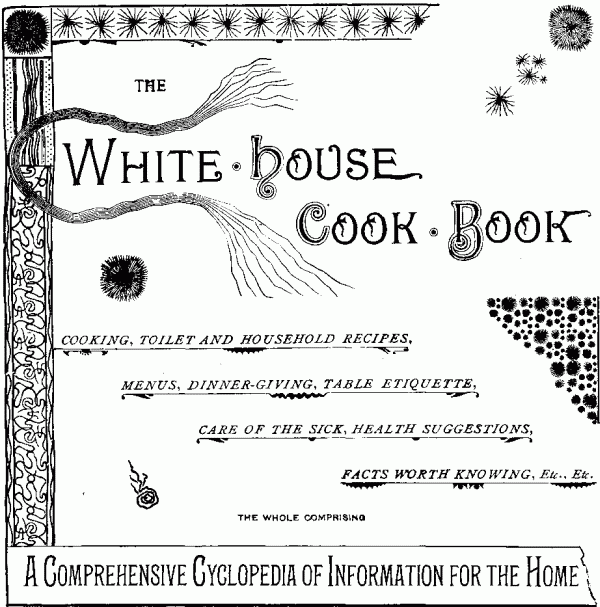 THE
WHITE·HOUSE
COOK·BOOK
COOKING, TOILET AND HOUSEHOLD RECIPES,
MENUS, DINNER-GIVING, TABLE ETIQUETTE,
CARE OF THE SICK, HEALTH SUGGESTIONS,
FACTS WORTH KNOWING, Etc., Etc.
THE WHOLE COMPRISING
A COMPREHENSIVE CYCLOPEDIA OF INFORMATION FOR THE HOME